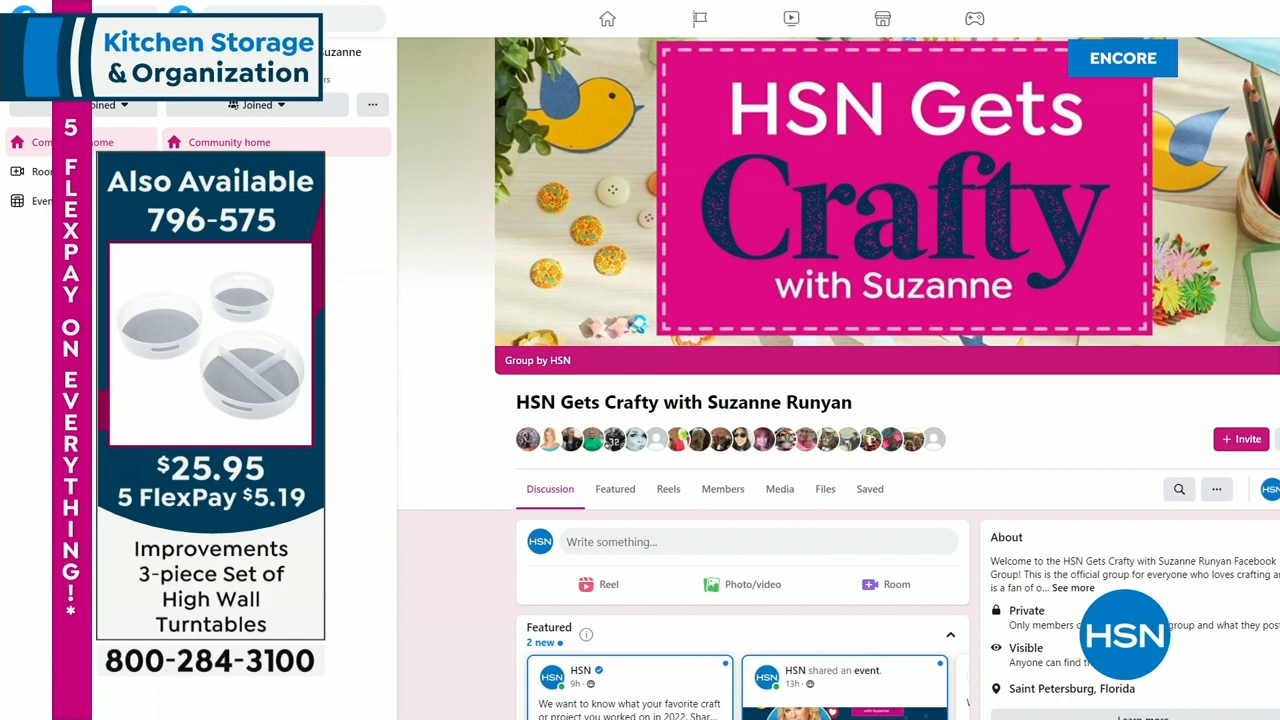 Kitchen Storage
& Organization
5 FLEXPAY ON EVERYTHING!*
Also Available
796-575
$25.95
5 FlexPay $5.19
Improvements
3-piece Set of
High Wall
Turntables
800-284-3100
Joined
...
Community home
ENCORE
HSN Gets
Crafty
with Suzanne
Group by HSN
HSN Gets Crafty with Suzanne Runyan
+ Invite
Discussion
Featured
Reels
Members
Media
Files
Saved
...
HSN
HSN
Write something...
Reel
Photo/video
Room
Featured
2 new
HSN
HSN
9h
We want to know what your favorite craft
or project you worked on in 2022. Shar...
HSN
HSN shared an event.
13h
About
Welcome to the HSN Gets Crafty with Suzanne Runyan Facebook
Group! This is the official group for everyone who loves crafting
is a fan of o... See more
Private
Only members
group and what they
Visible
Anyone can find
Saint Petersburg, Florida
Learn more
HSN